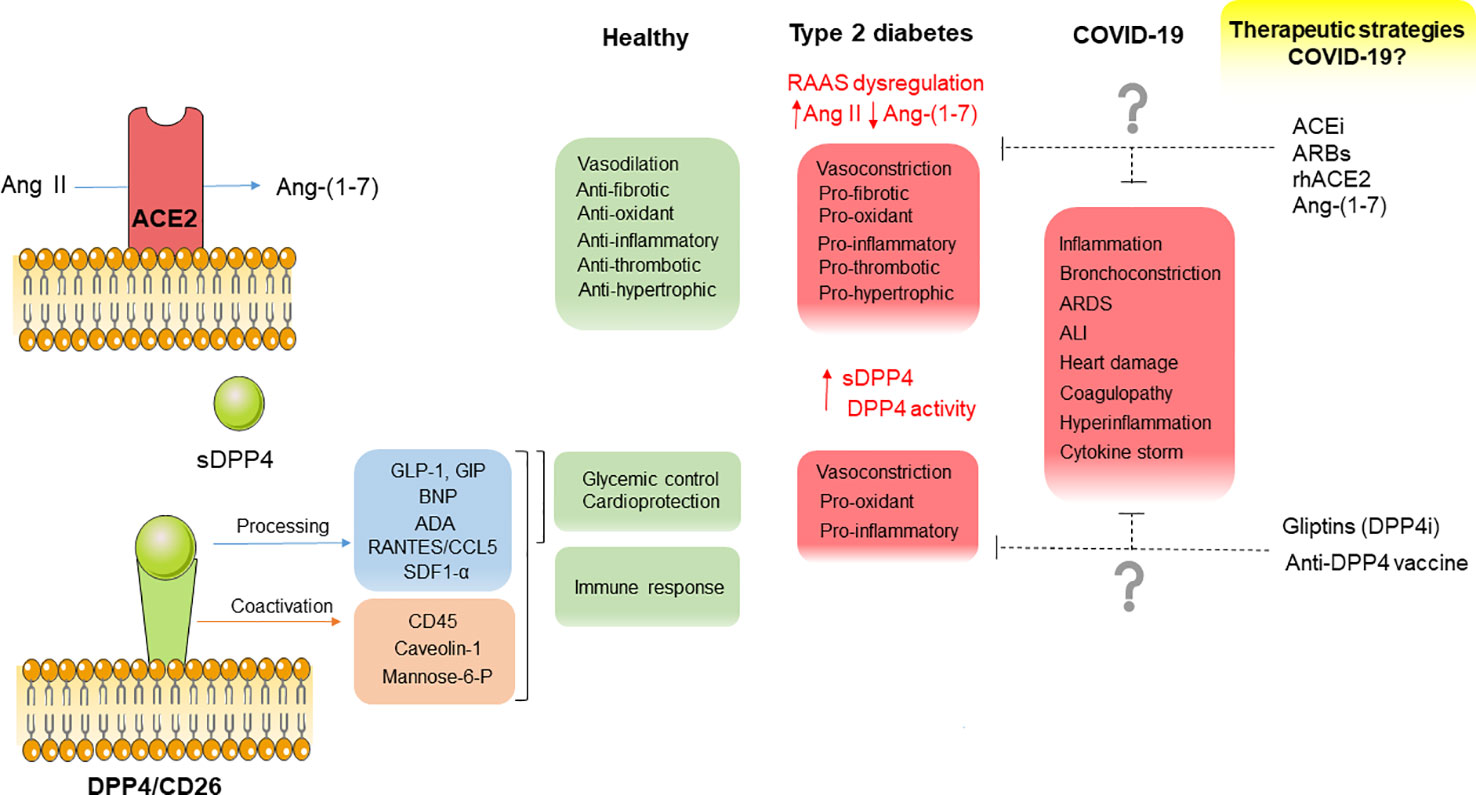 Healthy
Type 2 diabetes
COVID-19
Therapeutic strategies
COVID-19?
RAAS dysregulation
↑Ang II ↓ Ang-(1-7)
?
Ang II
ACE2
Ang-(1-7)
Vasodilation
Anti-fibrotic
Anti-oxidant
Anti-inflammatory
Anti-thrombotic
Anti-hypertrophic
Vasoconstriction
Pro-fibrotic
Pro-oxidant
Pro-inflammatory
Pro-thrombotic
Pro-hypertrophic
ACEi
ARBs
rhACE2
Ang-(1-7)
Inflammation
Bronchoconstriction
ARDS
ALI
Heart damage
Coagulopathy
Hyperinflammation
Cytokine storm
sDPP4
↑ sDPP4
DPP4 activity
Processing
GLP-1, GIP
BNP
ADA
RANTES/CCL5
SDF1-α
Coactivation
CD45
Caveolin-1
Mannose-6-P
Glycemic control
Cardioprotection
Immune response
Vasoconstriction
Pro-oxidant
Pro-inflammatory
Gliptins (DPP4i)
Anti-DPP4 vaccine
?
DPP4/CD26